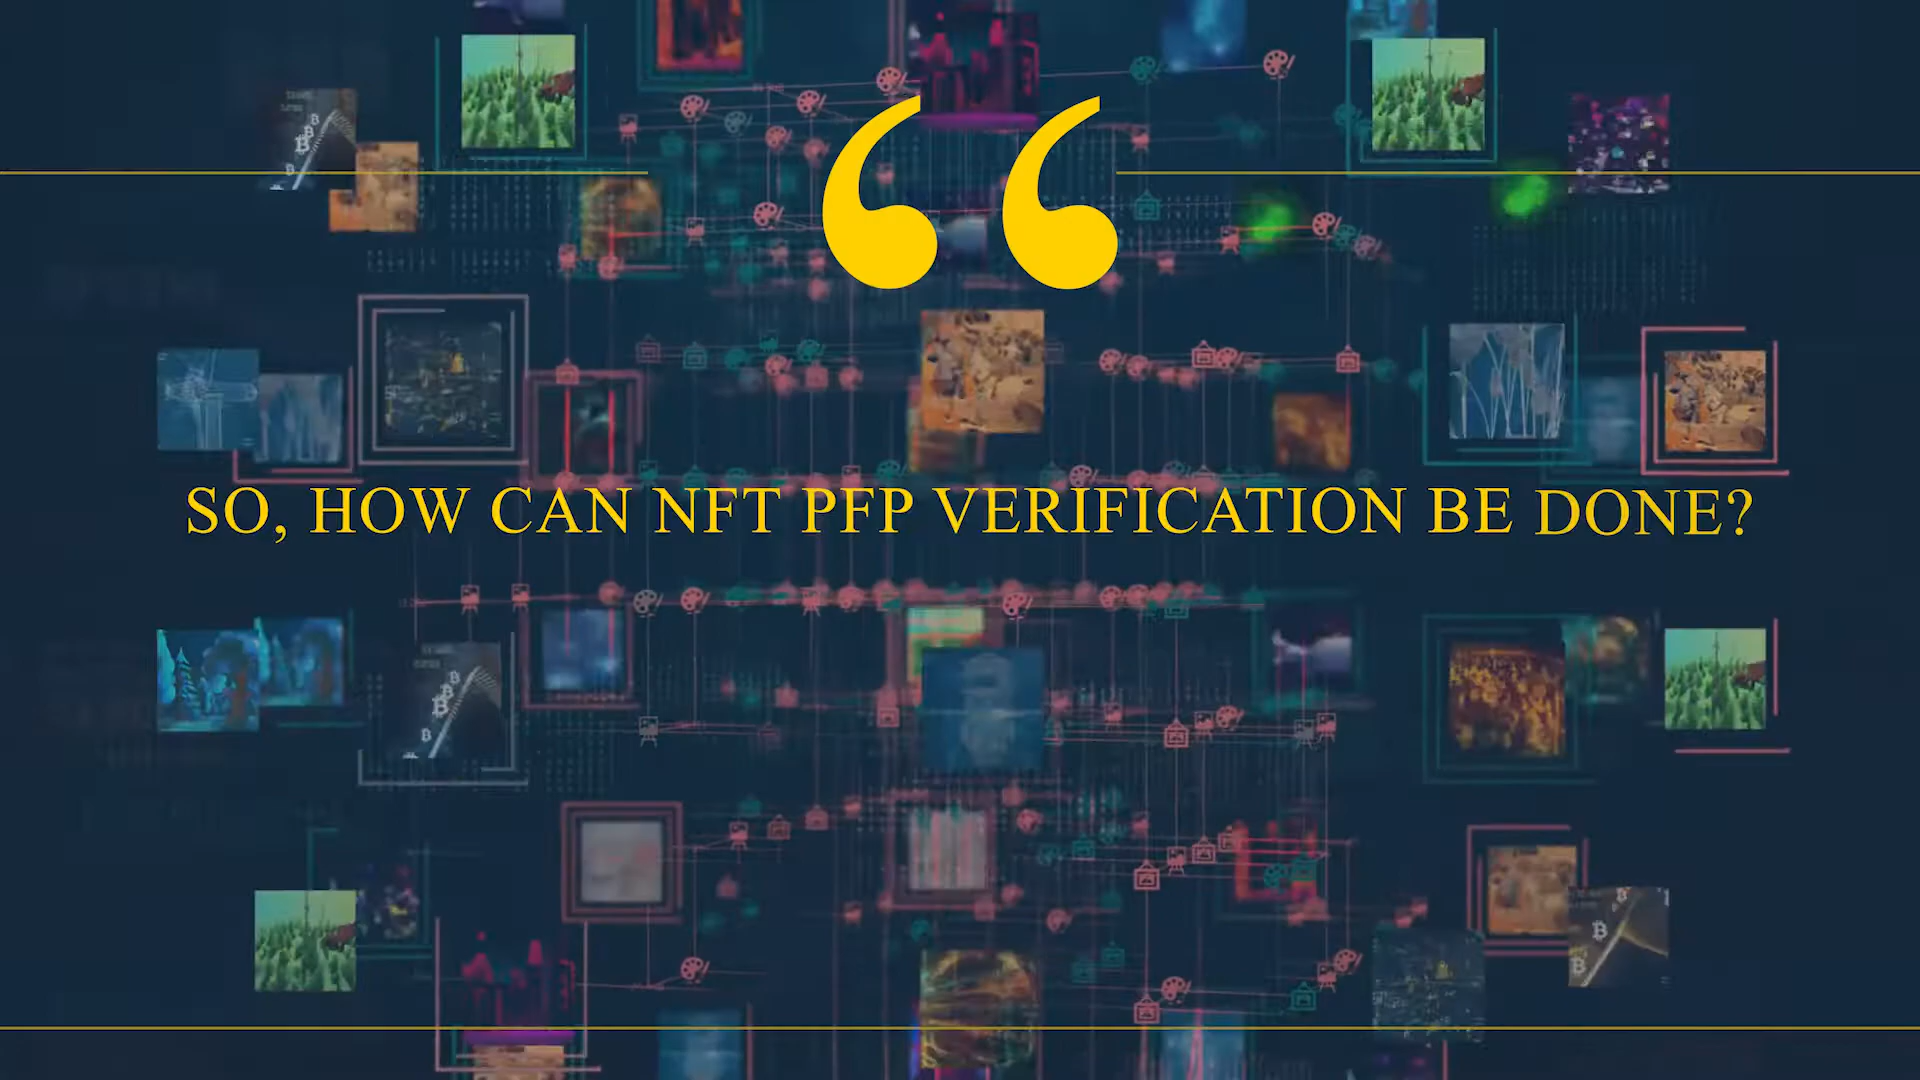 “
SO, HOW CAN NFT PFP VERIFICATION BE DONE?